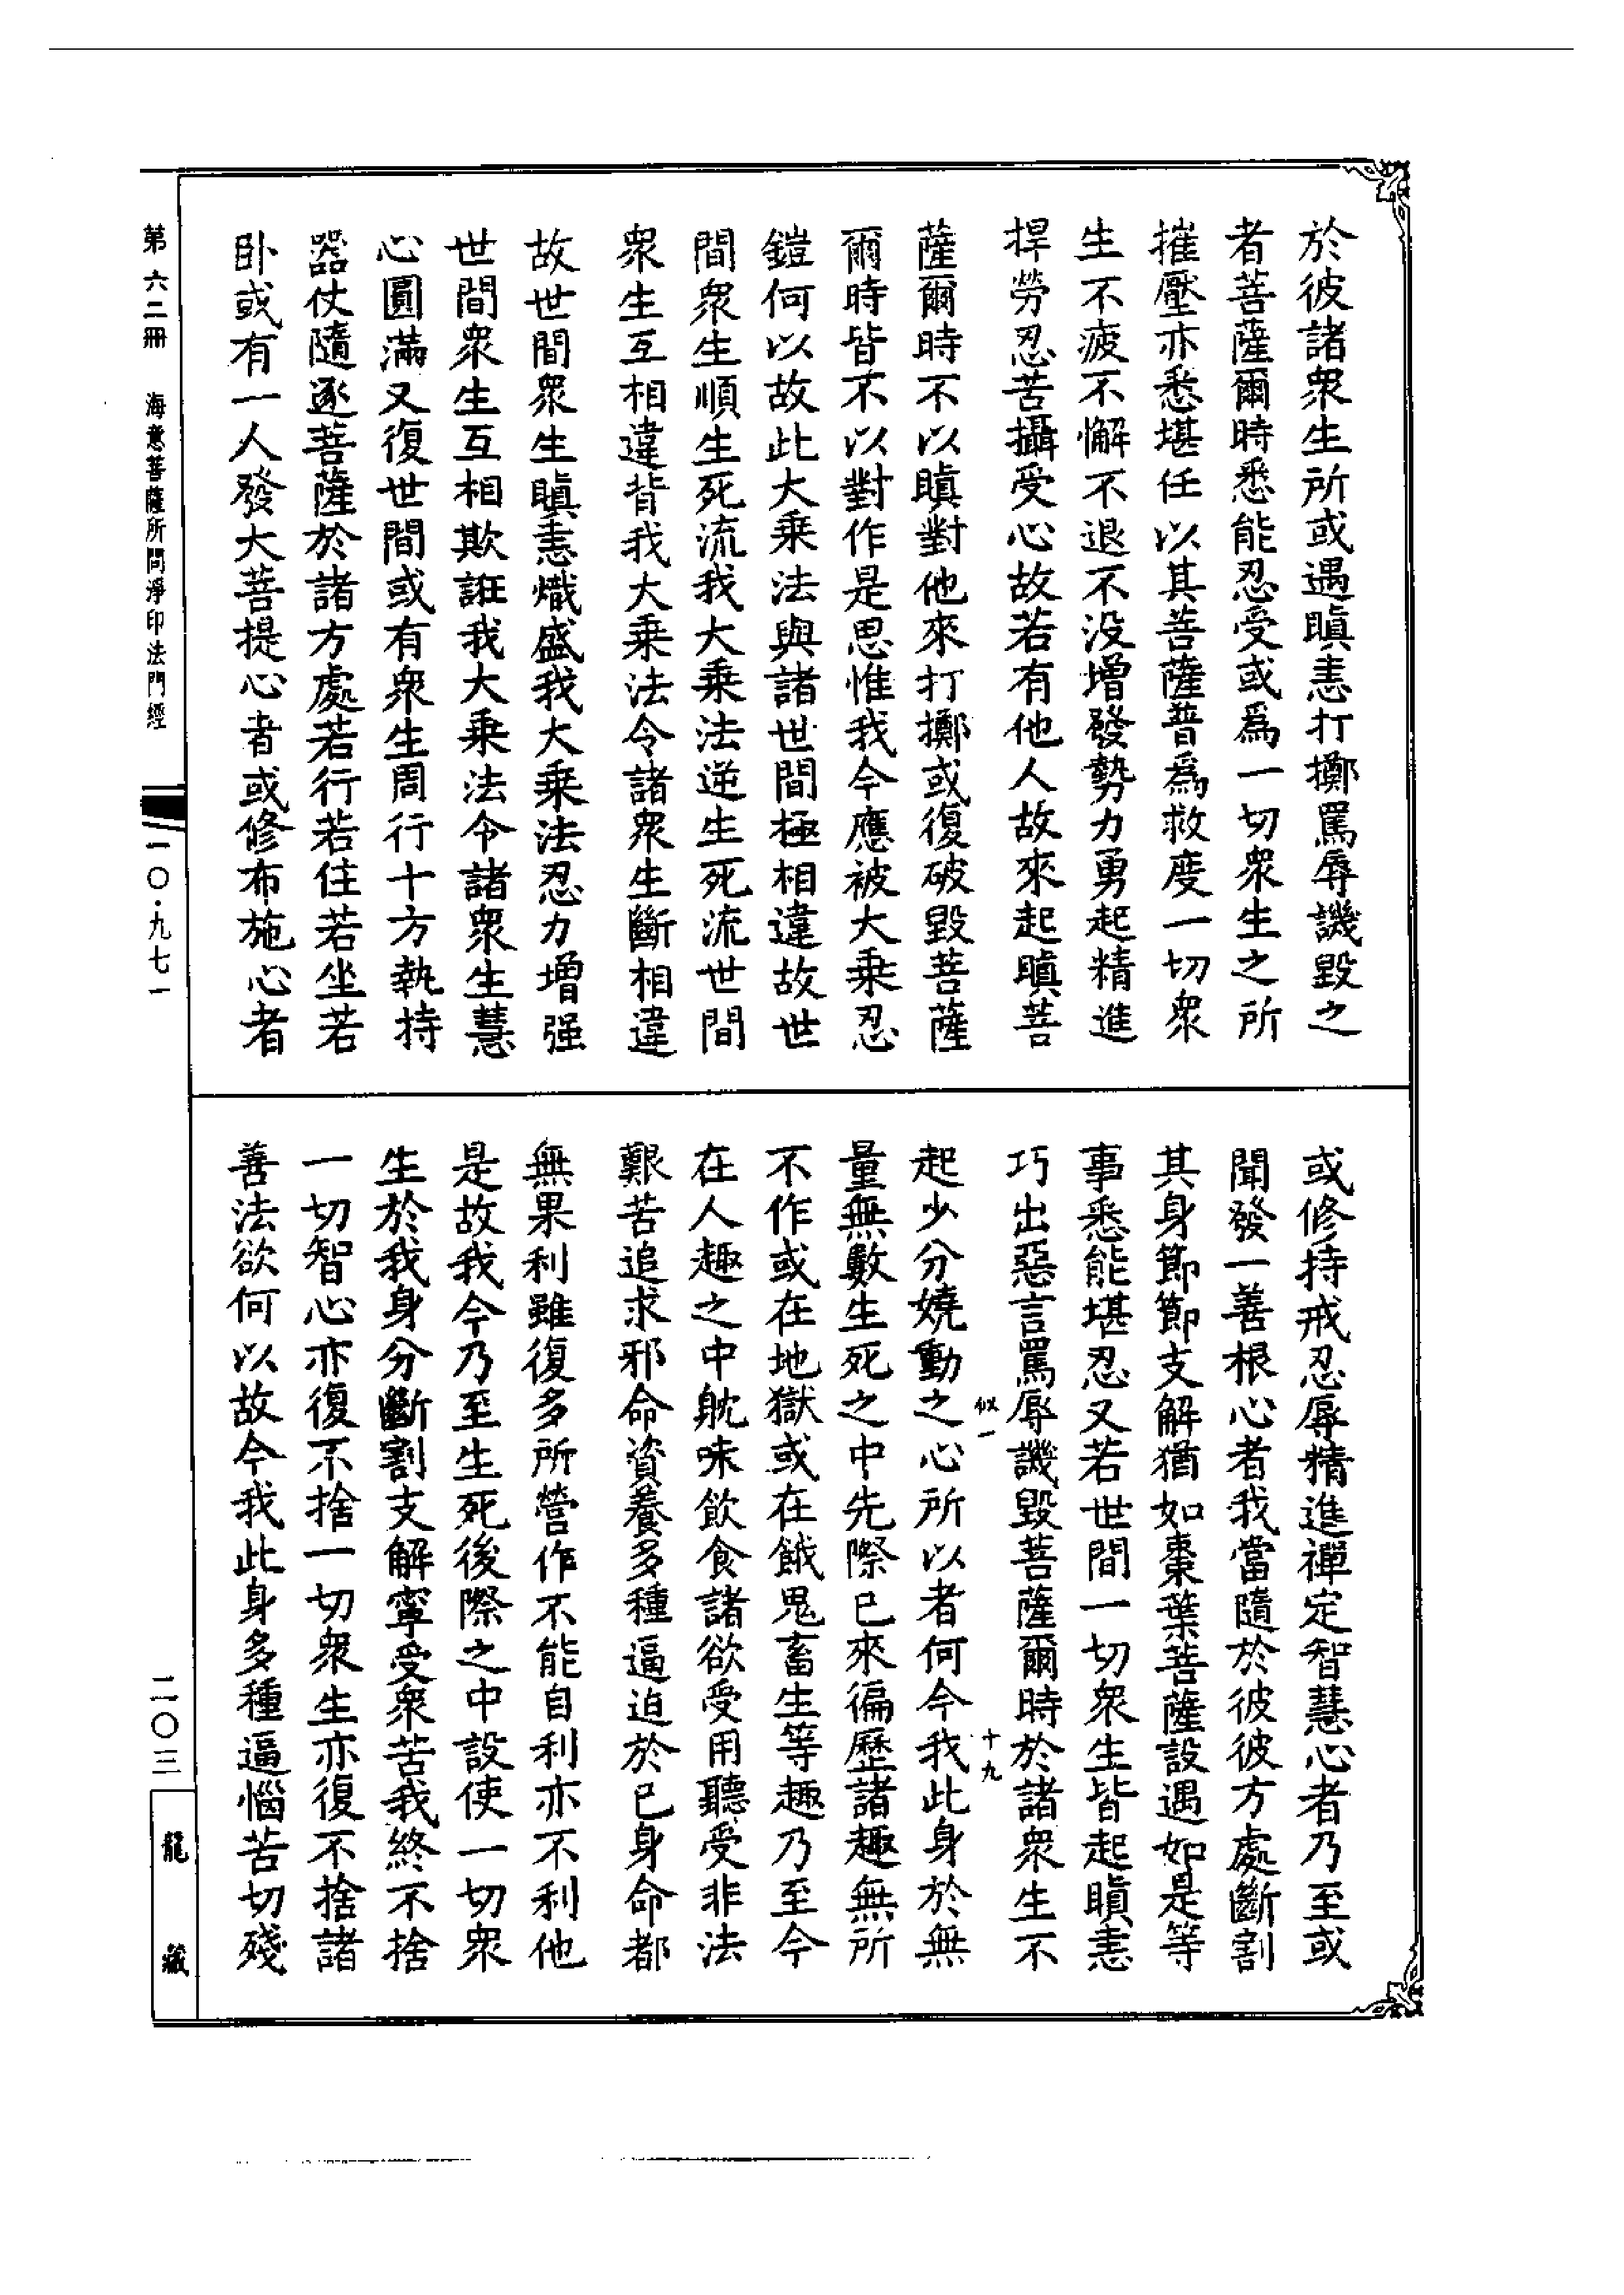 於彼諸衆生所或遇瞋恚打擲罵辱譏毀之
者菩薩爾時悉能忍受或爲一切衆生之所
摧壓亦悉堪任以其菩薩普爲救度一切衆
生不疲不懈不退不没增發勢力勇起精進
捍勞忍苦攝受心故若有他人故來起瞋菩
薩爾時不以瞋對他來打擲或復破毀菩薩
爾時皆不以對作是思惟我今應被大乗忍
鎧何以故此大乗法與諸世間極相違故世
間衆生順生死流我大乗法逆生死流世間
衆生互相違背我大乗法令諸衆生斷相違
故世間衆生瞋恚熾盛我大乗法忍力增强
世間衆生互相欺誑我大乗法令諸衆生慧
心圓滿又復世間或有衆生周行十方執持
器仗隨逐菩薩於諸方處若行若住若坐若
卧或有一人發大菩提心者或修布施心者
或修持戒忍辱精進禪定智慧心者乃至或
聞發一善根心者我當隨於彼彼方處斷割
其身節節支解猶如棗葉菩薩設遇如是等
事悉能堪忍又若世間一切衆生皆起瞋恚
巧出惡言罵辱譏毀菩薩爾時於諸衆生不
似一 十九
起少分嬈動之心所以者何今我此身於無
量無數生死之中先際已來徧歷諸趣無所
不作或在地獄或在餓鬼畜生等趣乃至今
在人趣之中躭味飲食諸欲受用聽受非法
艱苦追求邪命資養多種逼迫於已身命都
無果利雖復多所營作不能自利亦不利他
是故我今乃至生死後際之中設使一切衆
生於我身分斷割支解寧受衆苦我終不捨
一切智心亦復不捨一切衆生亦復不捨諸
善法欲何以故今我此身多種逼惱苦切殘
第六二冊 海意菩薩所問淨印法門經
一〇·九七一
二〇三
龍藏